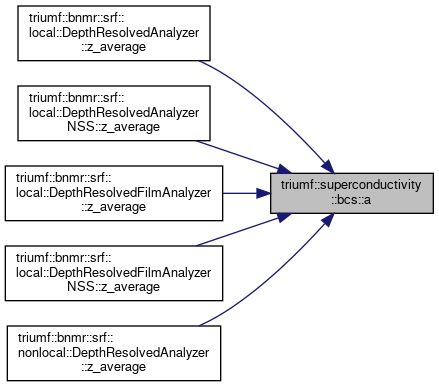 triumf::bnmr::srf::
local::DepthResolvedAnalyzer
::z_average
triumf::bnmr::srf::
local::DepthResolvedAnalyzer
NSS::z_average
triumf::bnmr::srf::
local::DepthResolvedFilmAnalyzer
::z_average
triumf::bnmr::srf::
local::DepthResolvedFilmAnalyzer
NSS::z_average
triumf::bnmr::srf::
nonlocal::DepthResolvedAnalyzer
::z_average
triumf::superconductivity
::bcs::a